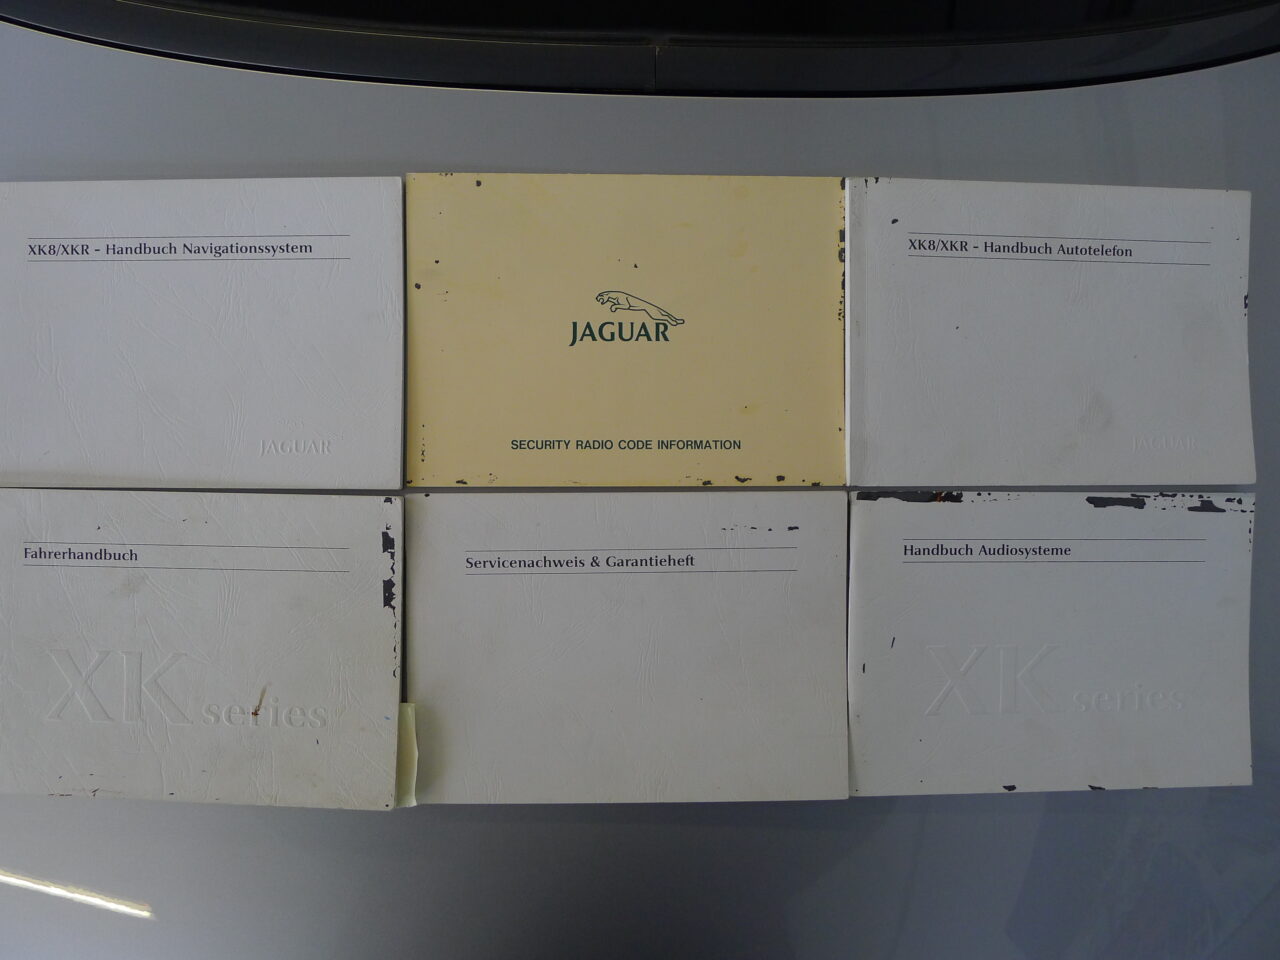 XK8/XKR - Handbuch Navigationssystem
JAGUAR
JAGUAR
SECURITY RADIO CODE INFORMATION
XK8/XKR - Handbuch Autotelefon
JAGUAR
Fahrerhandbuch
XK series
Servicenachweis & Garantieheft
Handbuch Audiosysteme
XK series